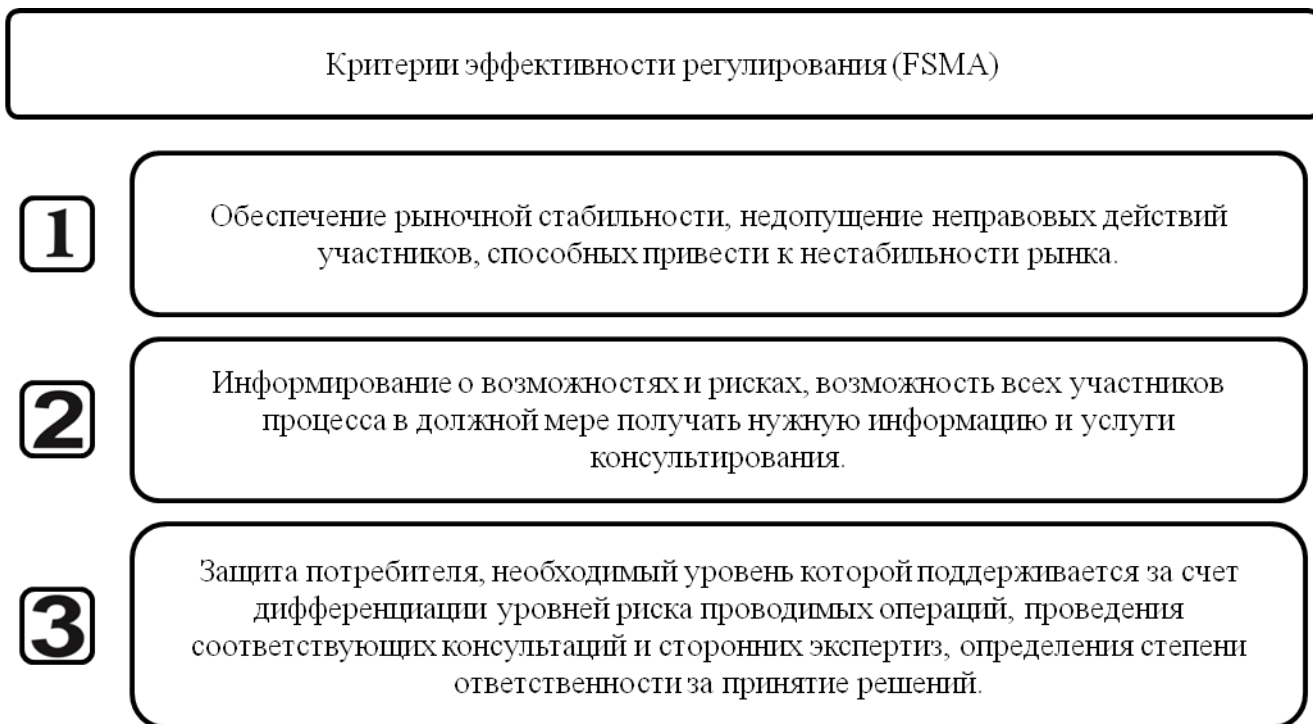 Критерии эффективности регулирования (FSMA)
1
Обеспечение рыночной стабильности, недопущение неправовых действий
участников, способных привести к нестабильности рынка.
2
Информирование о возможностях и рисках, возможность всех участников
процесса в должной мере получать нужную информацию и услуги
консультирования.
3
Защита потребителя, необходимый уровень которой поддерживается за счет
дифференциации уровней риска проводимых операций, проведения
соответствующих консультаций и сторонних экспертиз, определения степени
ответственности за принятие решений.